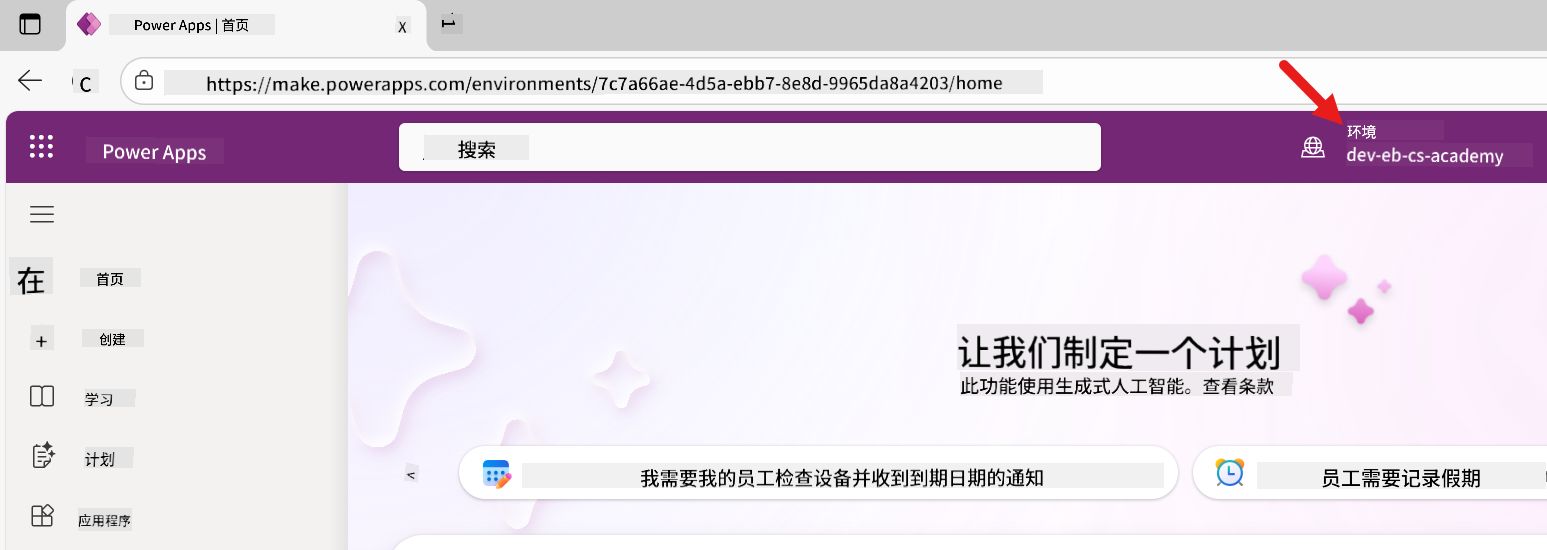 Power Apps | 首页
X
C
https://make.powerapps.com/environments/7c7a66ae-4d5a-ebb7-8e8d-9965da8a4203/home
Power Apps
搜索
环境
dev-eb-cs-academy
在
首页
+
创建
学习
计划
应用程序
让我们制定一个计划
此功能使用生成式人工智能。查看条款
<
我需要我的员工检查设备并收到到期日期的通知
员工需要记录假期